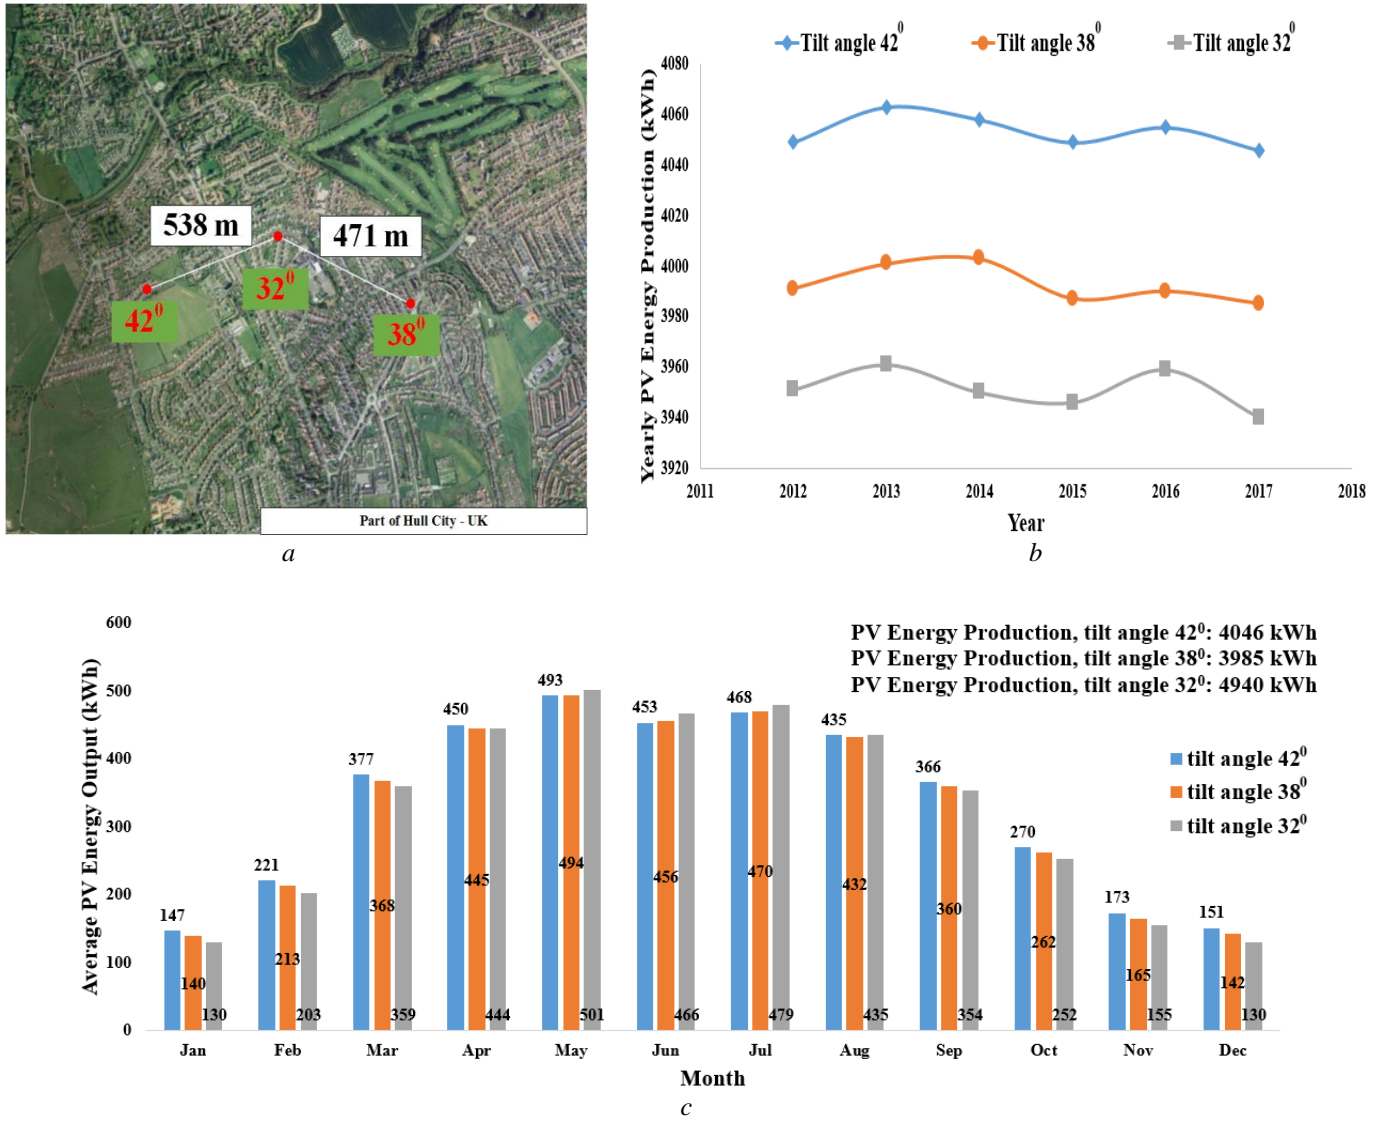 538 m
471 m
42⁰
32⁰
38⁰
Part of Hull City - UK
a
Tilt angle 42⁰
Tilt angle 38⁰
Tilt angle 32⁰
Yearly PV Energy Production (kWh)
4080
4060
4040
4020
4000
3980
3960
3940
3920
2011 2012 2013 2014 2015 2016 2017 2018
Year
b
PV Energy Production, tilt angle 42⁰: 4046 kWh
PV Energy Production, tilt angle 38⁰: 3985 kWh
PV Energy Production, tilt angle 32⁰: 4940 kWh
tilt angle 42⁰
tilt angle 38⁰
tilt angle 32⁰
Average PV Energy Output (kWh)
600
500
400
300
200
100
0
147 221 377 450 493 453 468 435 366 270 173 151
140 213 368 445 494 456 470 432 360 262 165 142
130 203 359 444 501 466 479 435 354 252 155 130
Jan Feb Mar Apr May Jun Jul Aug Sep Oct Nov Dec
Month
c